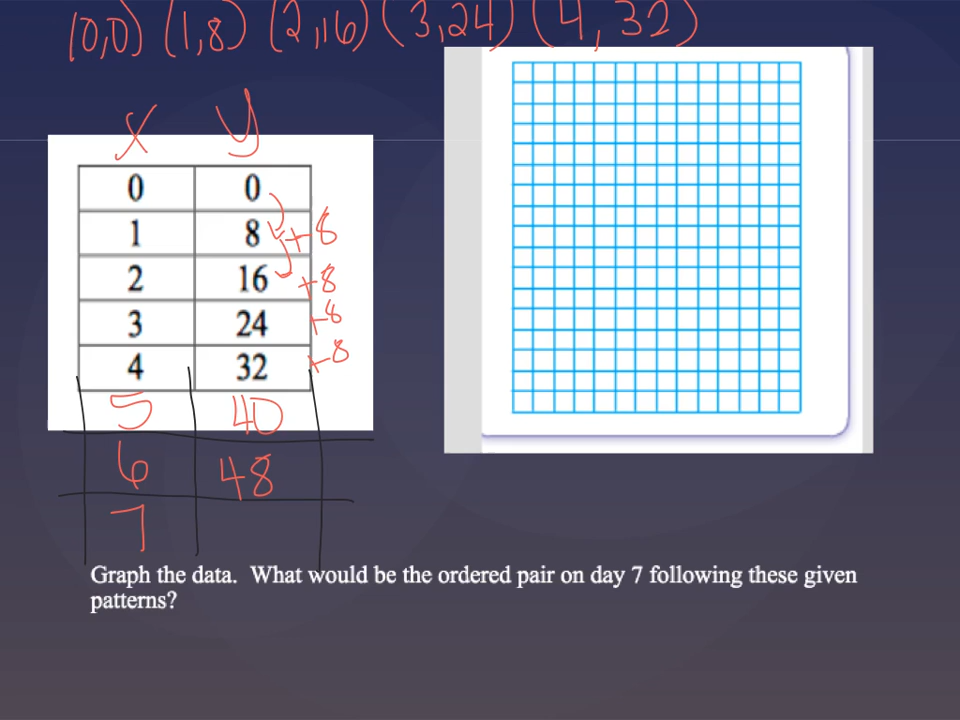 (0,0) (1,8) (2,16) (3,24) (4,32)
x y
0 0
1 8 +8
2 16 +8
3 24 +8
4 32 +8
5 40
6 48
7
Graph the data. What would be the ordered pair on day 7 following these given
patterns?